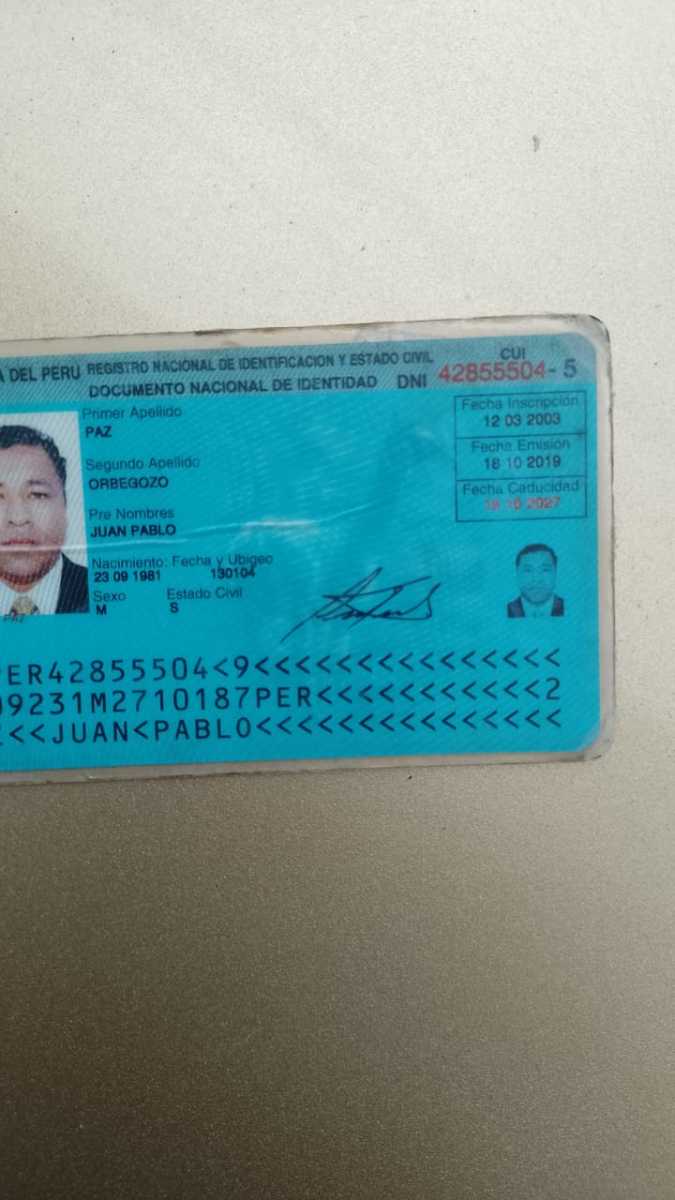 A DEL PERU REGISTRO NACIONAL DE IDENTIFICACION Y ESTADO CIVIL
CUI
DOCUMENTO NACIONAL DE IDENTIDAD DNI 42855504-5
Primer Apellido
PAZ
Segundo Apellido
ORBEGOZO
Pre Nombres
JUAN PABLO
Nacimiento: Fecha y Ubigeo
23 09 1981 130104
Sexo Estado Civil
M S
Fecha Inscripción
12 03 2003
Fecha Emisión
18 10 2019
Fecha Caducidad
18 10 2027
PAZ
PER42855504<9<<<<<<<<<<<<<<<
09231M2710187PER<<<<<<<<<<<2
<<JUAN<PABLO<<<<<<<<<<<<<<<